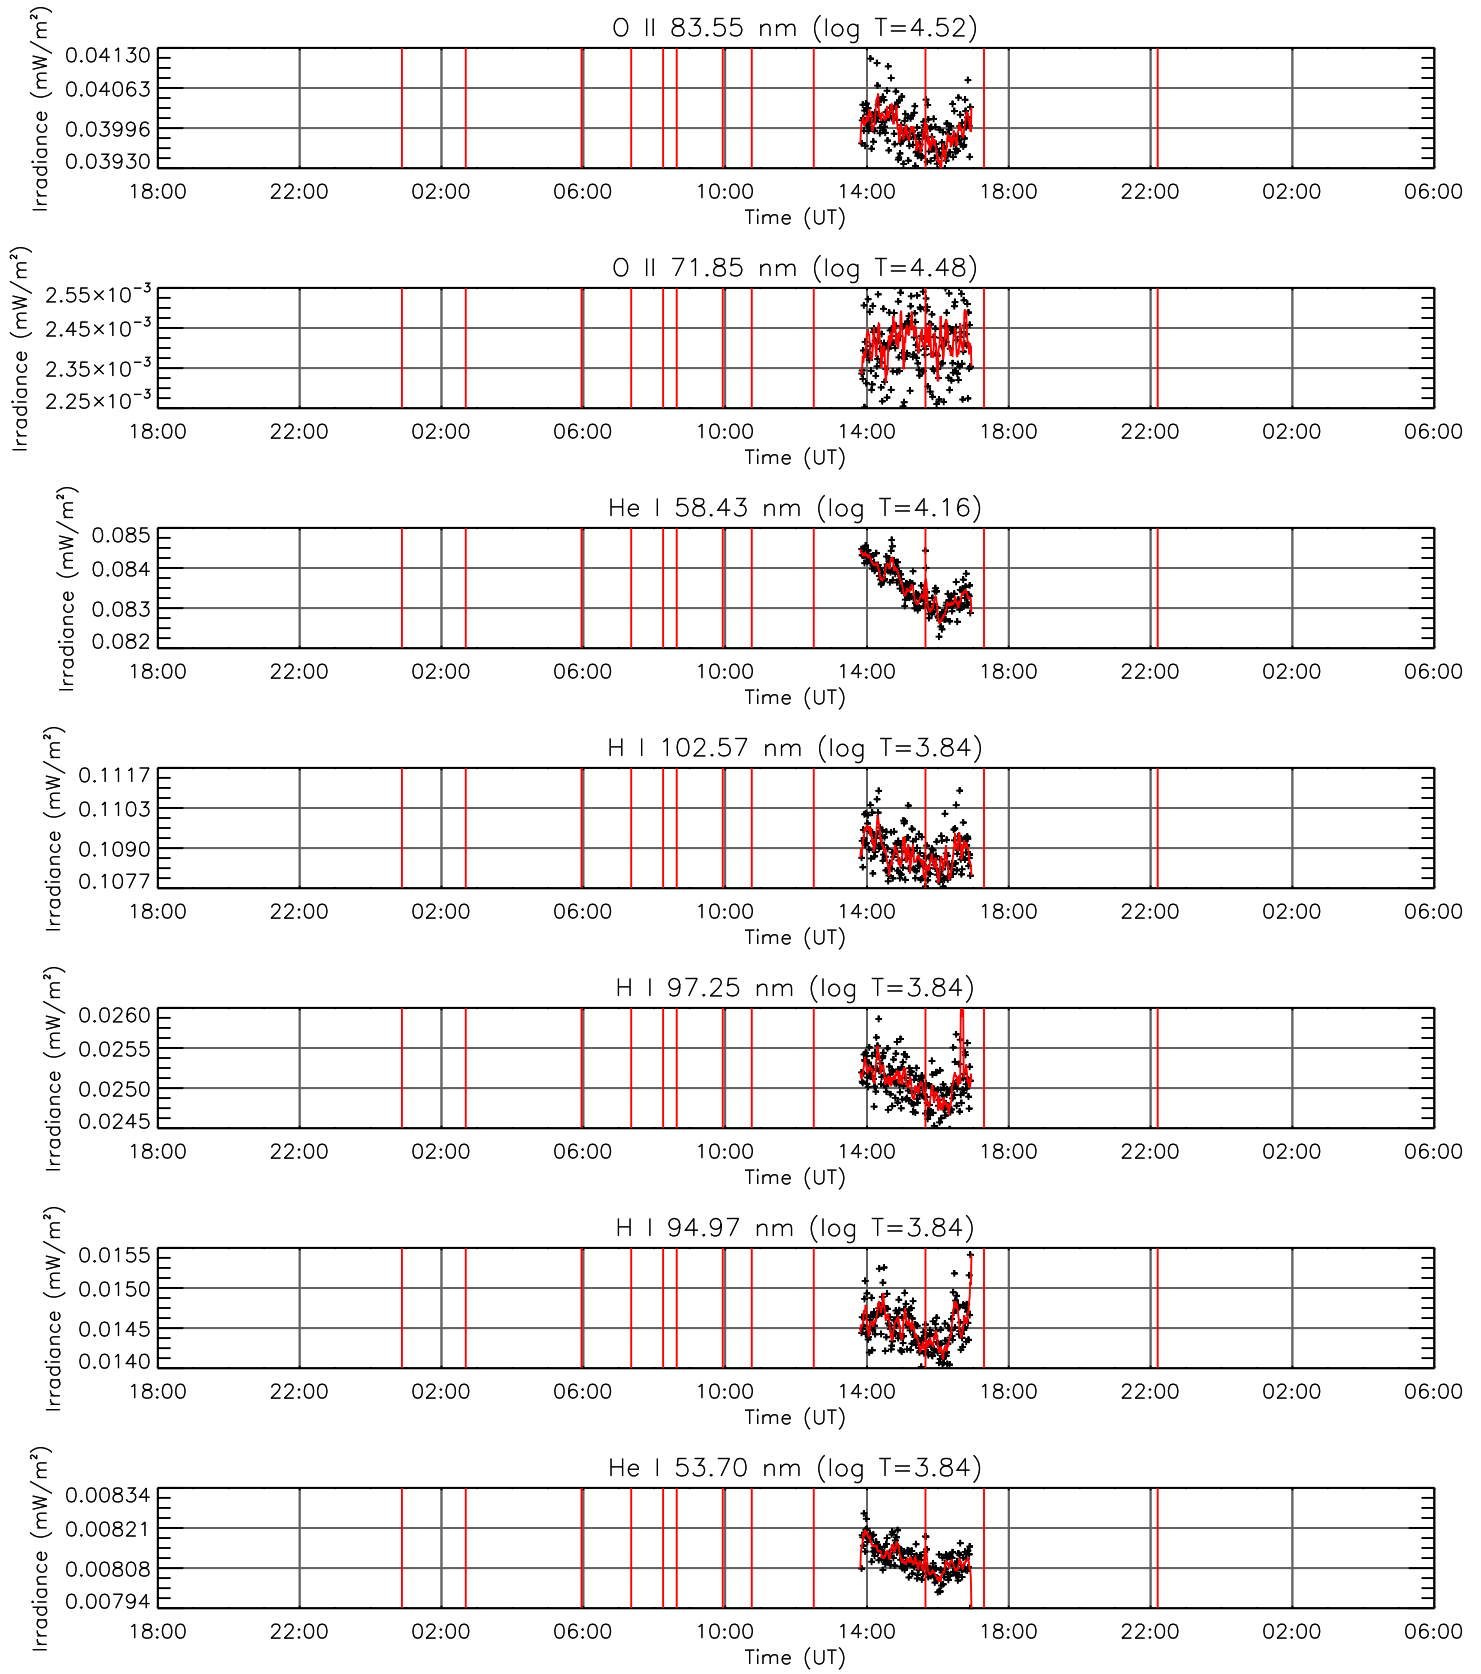 O II 83.55 nm (log T=4.52)
Irradiance (mW/m²)
0.04130
0.04063
0.03996
0.03930
18:00 22:00 02:00 06:00 10:00 14:00 18:00 22:00 02:00 06:00
Time (UT)
O II 71.85 nm (log T=4.48)
Irradiance (mW/m²)
2.55×10⁻³
2.45×10⁻³
2.35×10⁻³
2.25×10⁻³
18:00 22:00 02:00 06:00 10:00 14:00 18:00 22:00 02:00 06:00
Time (UT)
He I 58.43 nm (log T=4.16)
Irradiance (mW/m²)
0.085
0.084
0.083
0.082
18:00 22:00 02:00 06:00 10:00 14:00 18:00 22:00 02:00 06:00
Time (UT)
H I 102.57 nm (log T=3.84)
Irradiance (mW/m²)
0.1117
0.1103
0.1090
0.1077
18:00 22:00 02:00 06:00 10:00 14:00 18:00 22:00 02:00 06:00
Time (UT)
H I 97.25 nm (log T=3.84)
Irradiance (mW/m²)
0.0260
0.0255
0.0250
0.0245
18:00 22:00 02:00 06:00 10:00 14:00 18:00 22:00 02:00 06:00
Time (UT)
H I 94.97 nm (log T=3.84)
Irradiance (mW/m²)
0.0155
0.0150
0.0145
0.0140
18:00 22:00 02:00 06:00 10:00 14:00 18:00 22:00 02:00 06:00
Time (UT)
He I 53.70 nm (log T=3.84)
Irradiance (mW/m²)
0.00834
0.00821
0.00808
0.00794
18:00 22:00 02:00 06:00 10:00 14:00 18:00 22:00 02:00 06:00
Time (UT)